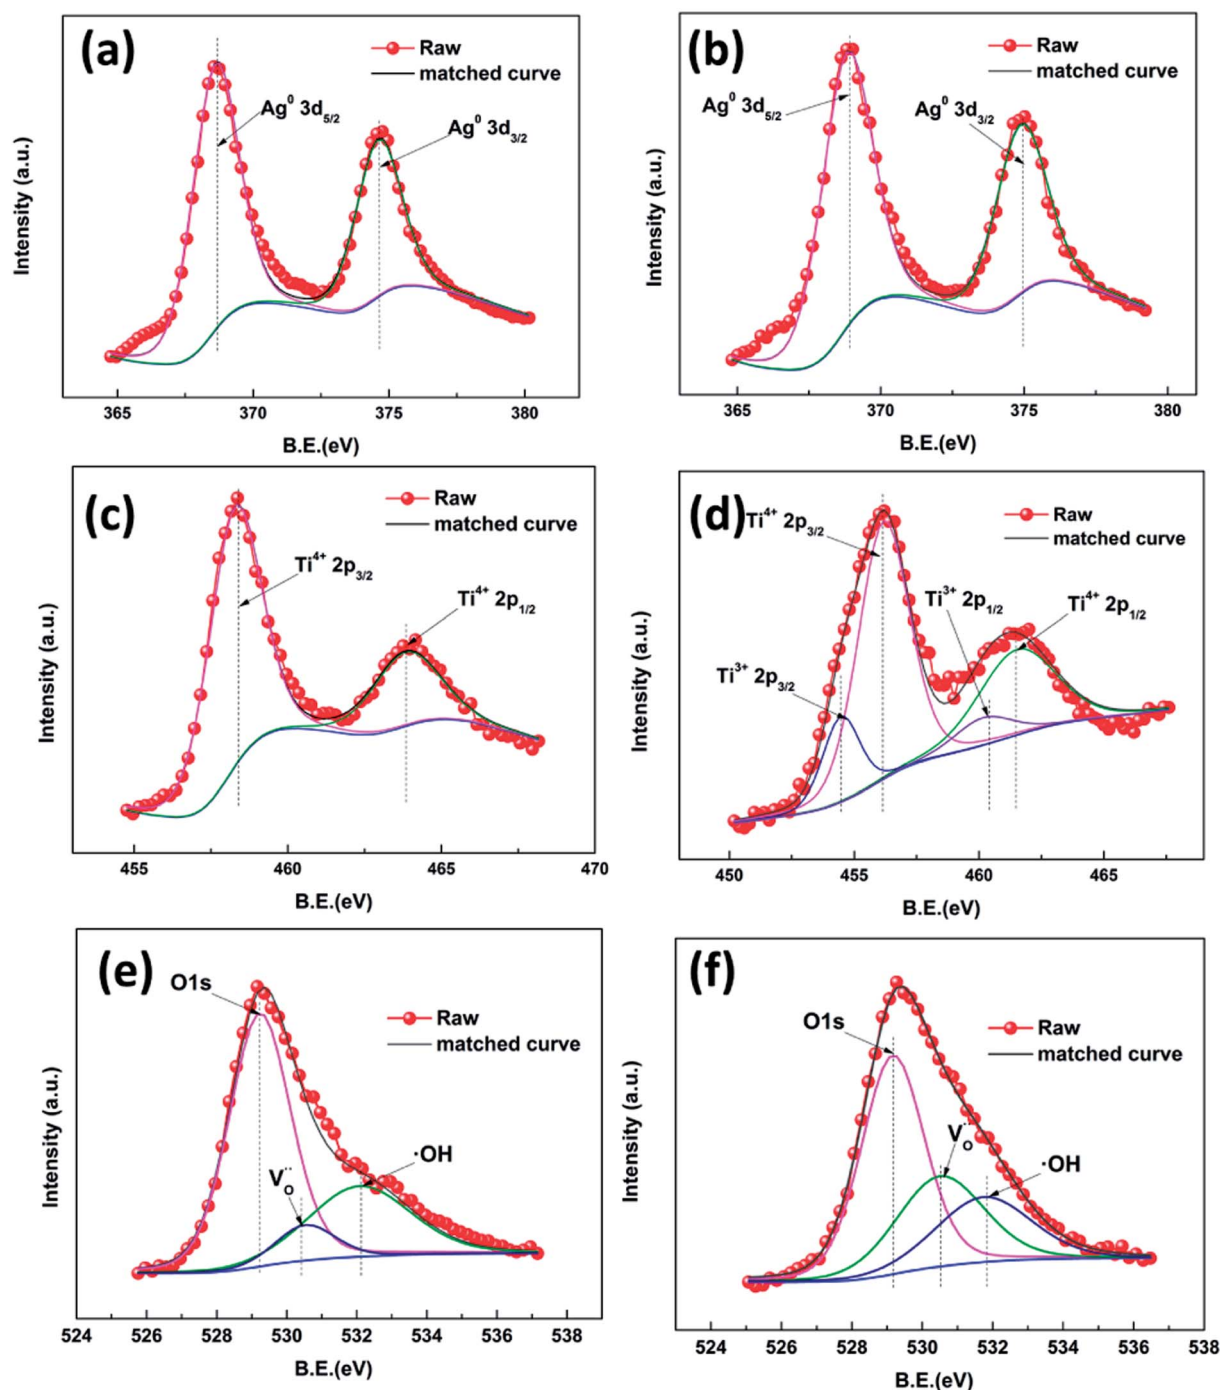 (a)
Raw
matched curve
Ag⁰ 3d₅/₂
Ag⁰ 3d₃/₂
Intensity (a.u.)
365 370 375 380
B.E.(eV)
(b)
Raw
matched curve
Ag⁰ 3d₅/₂
Ag⁰ 3d₃/₂
Intensity (a.u.)
365 370 375 380
B.E.(eV)
(c)
Raw
matched curve
Ti⁴⁺ 2p₃/₂
Ti⁴⁺ 2p₁/₂
Intensity (a.u.)
455 460 465 470
B.E.(eV)
(d)
Raw
matched curve
Ti⁴⁺ 2p₃/₂
Ti³⁺ 2p₁/₂
Ti⁴⁺ 2p₁/₂
Ti³⁺ 2p₃/₂
Intensity (a.u.)
450 455 460 465
B.E.(eV)
(e)
O1s
Raw
matched curve
V_O^··
·OH
Intensity (a.u.)
524 526 528 530 532 534 536 538
B.E.(eV)
(f)
O1s
Raw
matched curve
V_O^··
·OH
Intensity (a.u.)
524 526 528 530 532 534 536 538
B.E.(eV)